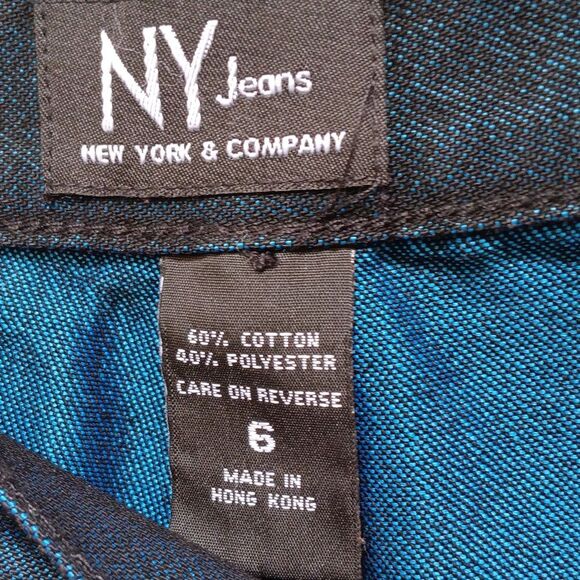 NY Jeans
NEW YORK & COMPANY
60% COTTON
40% POLYESTER
CARE ON REVERSE
6
MADE IN
HONG KONG